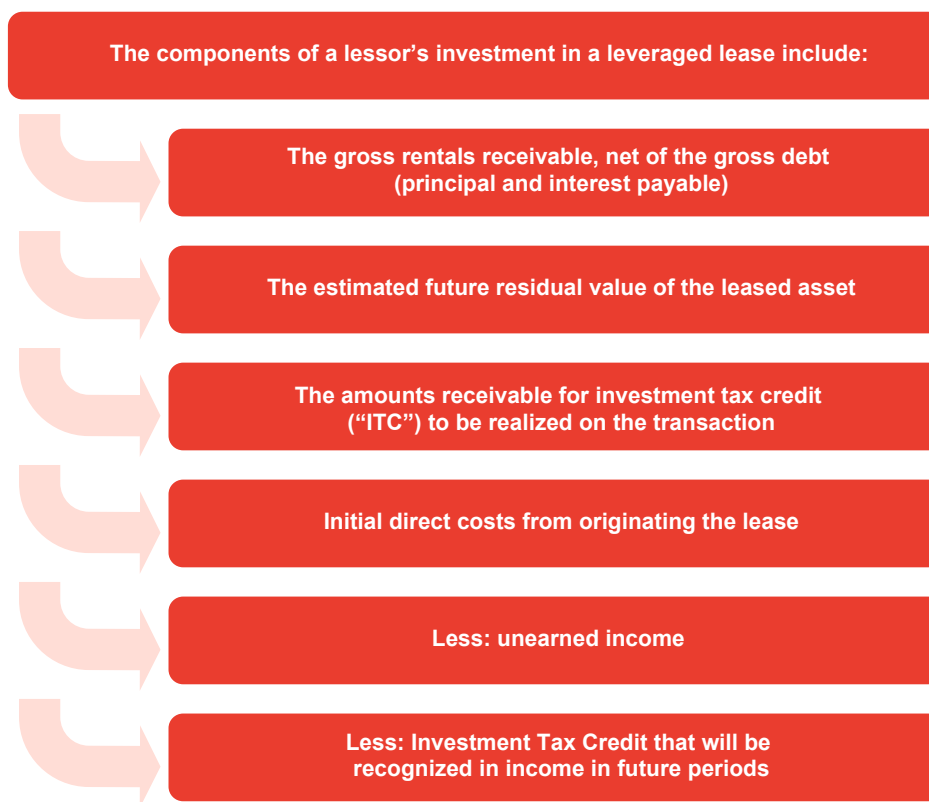 The components of a lessor’s investment in a leveraged lease include:
The gross rentals receivable, net of the gross debt
(principal and interest payable)
The estimated future residual value of the leased asset
The amounts receivable for investment tax credit
(“ITC”) to be realized on the transaction
Initial direct costs from originating the lease
Less: unearned income
Less: Investment Tax Credit that will be
recognized in income in future periods